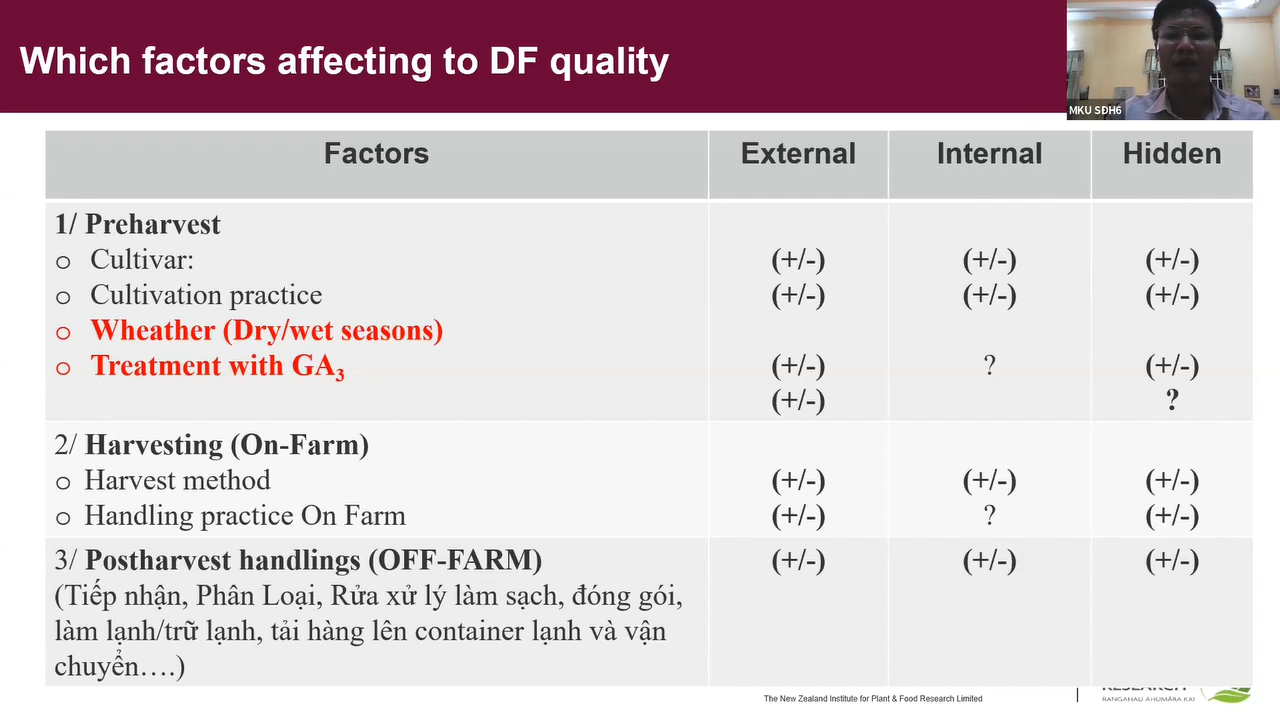 Which factors affecting to DF quality
MKU SĐH6
Factors External Internal Hidden
1/ Preharvest
o Cultivar: (+/-) (+/-) (+/-)
o Cultivation practice (+/-) (+/-) (+/-)
o Wheather (Dry/wet seasons)
o Treatment with GA3 (+/-) ? (+/-)
(+/-) ?
2/ Harvesting (On-Farm)
o Harvest method (+/-) (+/-) (+/-)
o Handling practice On Farm (+/-) ? (+/-)
3/ Postharvest handlings (OFF-FARM) (+/-) (+/-) (+/-)
(Tiếp nhận, Phân Loại, Rửa xử lý làm sạch, đóng gói,
làm lạnh/trữ lạnh, tải hàng lên container lạnh và vận
chuyển….)
RESEARCH
The New Zealand Institute for Plant & Food Research Limited
RANGAHAU AHUMĀRA KAI